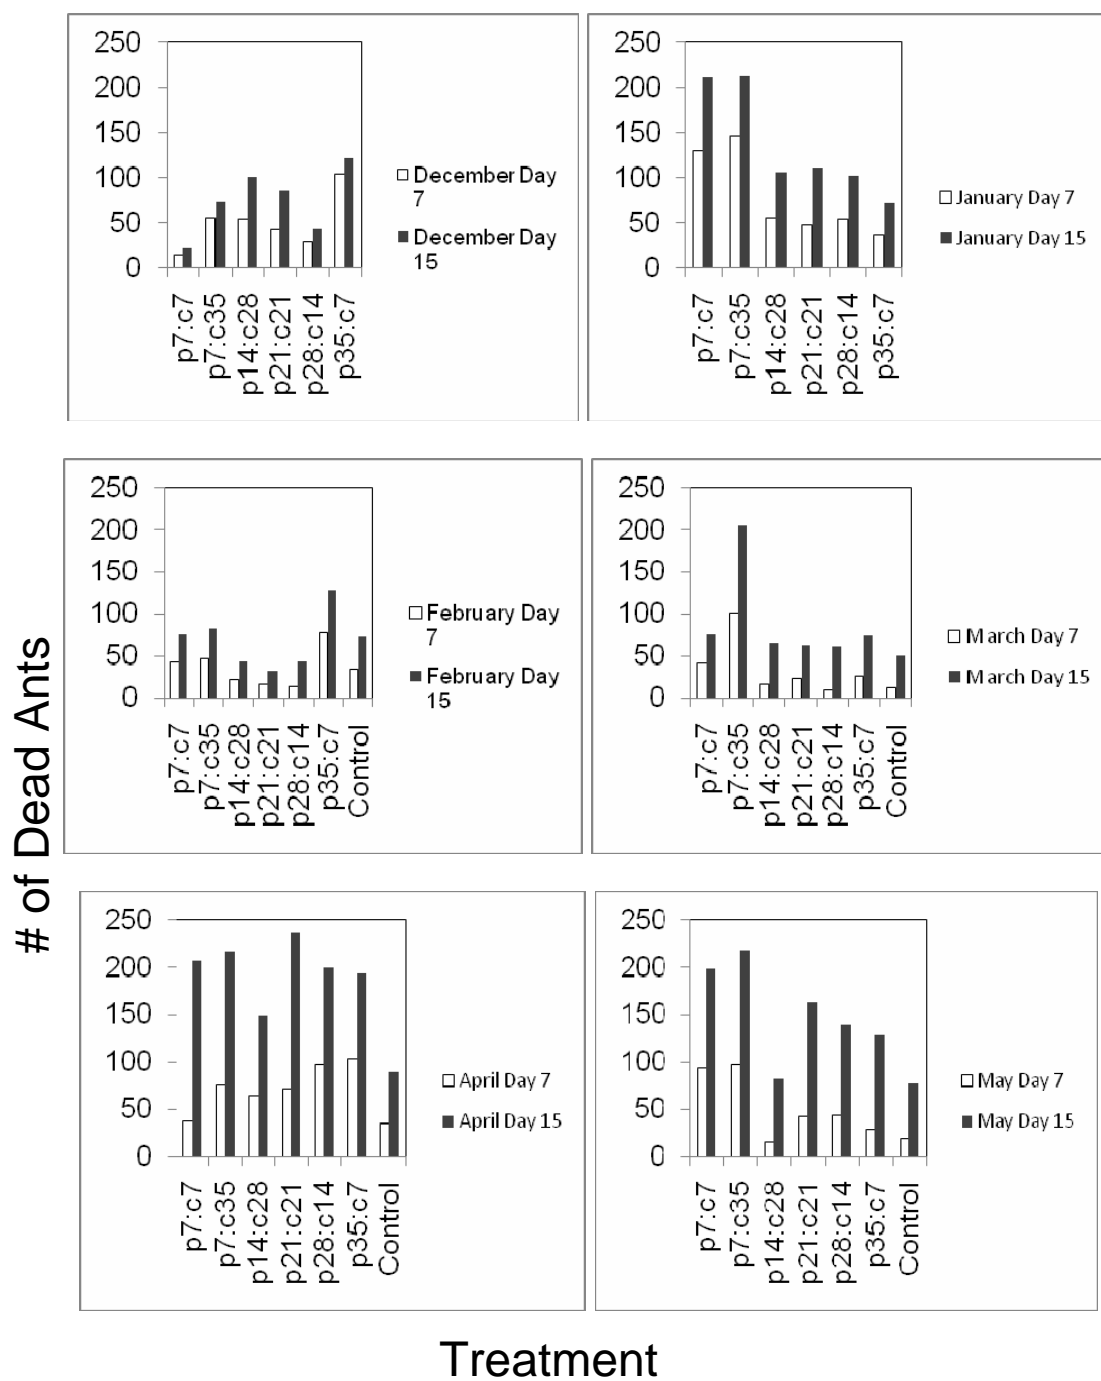 250
200
150
100
50
0
p7:c7
p7:c35
p14:c28
p21:c21
p28:c14
p35:c7
December Day
7
December Day
15
250
200
150
100
50
0
p7:c7
p7:c35
p14:c28
p21:c21
p28:c14
p35:c7
January Day 7
January Day 15
# of Dead Ants
250
200
150
100
50
0
p7:c7
p7:c35
p14:c28
p21:c21
p28:c14
p35:c7
Control
February Day
7
February Day
15
250
200
150
100
50
0
p7:c7
p7:c35
p14:c28
p21:c21
p28:c14
p35:c7
Control
March Day 7
March Day 15
250
200
150
100
50
0
p7:c7
p7:c35
p14:c28
p21:c21
p28:c14
p35:c7
Control
April Day 7
April Day 15
250
200
150
100
50
0
p7:c7
p7:c35
p14:c28
p21:c21
p28:c14
p35:c7
Control
May Day 7
May Day 15
Treatment